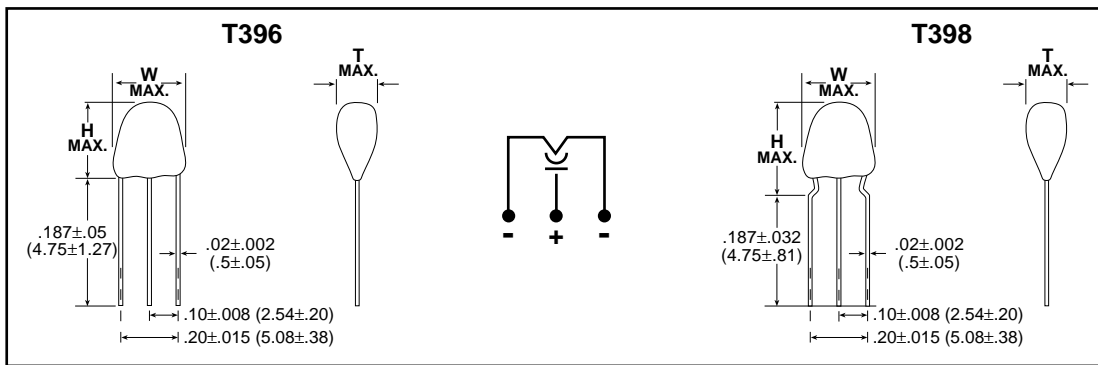 T396
W
MAX.
T
MAX.
H
MAX.
.187±.05
(4.75±1.27)
.02±.002
(.5±.05)
.10±.008 (2.54±.20)
.20±.015 (5.08±.38)
- + -
T398
W
MAX.
T
MAX.
H
MAX.
.187±.032
(4.75±.81)
.02±.002
(.5±.05)
.10±.008 (2.54±.20)
.20±.015 (5.08±.38)